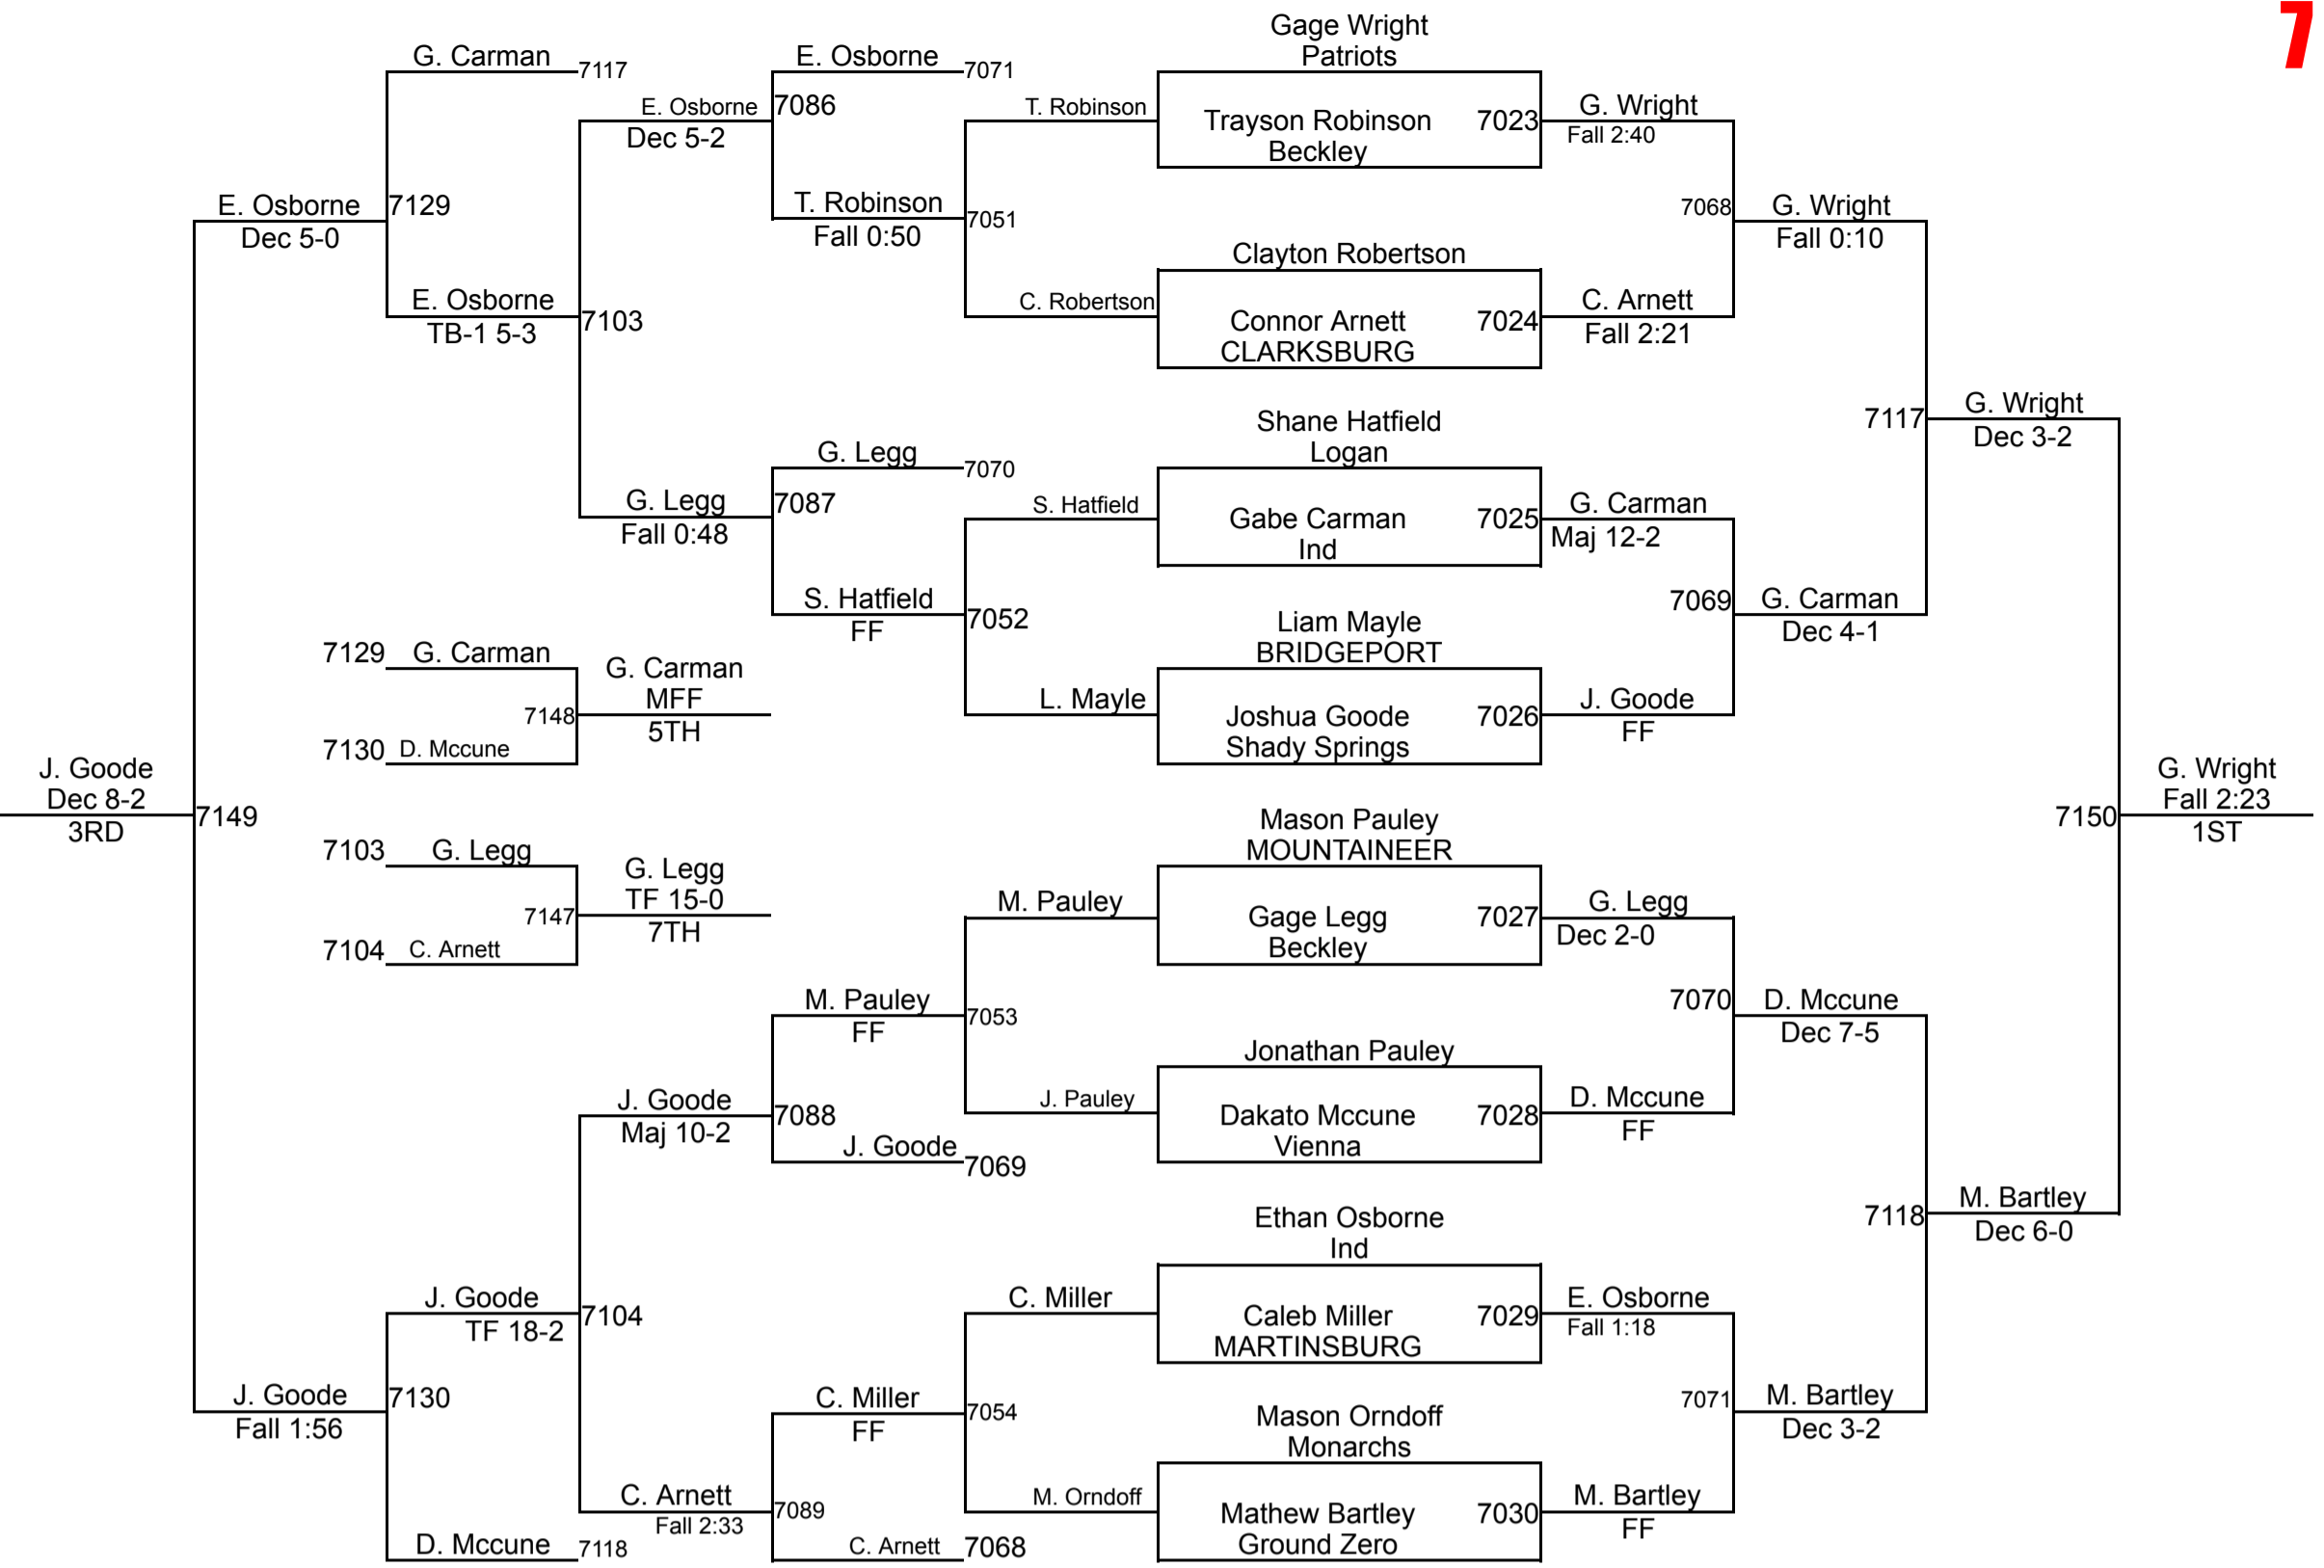 7
Gage Wright
Patriots
G. Carman
7117
E. Osborne
7071
E. Osborne
7086
Dec 5-2
T. Robinson
Trayson Robinson
7023
Beckley
G. Wright
Fall 2:40
E. Osborne
7129
Dec 5-0
T. Robinson
7051
Fall 0:50
7068
G. Wright
Fall 0:10
Clayton Robertson
E. Osborne
7103
TB-1 5-3
C. Robertson
Connor Arnett
7024
CLARKSBURG
C. Arnett
Fall 2:21
Shane Hatfield
Logan
7117
G. Wright
Dec 3-2
G. Legg
7070
G. Legg
7087
Fall 0:48
S. Hatfield
Gabe Carman
7025
Ind
G. Carman
Maj 12-2
S. Hatfield
7052
FF
7069
G. Carman
Dec 4-1
Liam Mayle
BRIDGEPORT
7129
G. Carman
G. Carman
MFF
7148
5TH
7130
D. Mccune
L. Mayle
Joshua Goode
7026
Shady Springs
J. Goode
FF
J. Goode
Dec 8-2
7149
3RD
7150
G. Wright
Fall 2:23
1ST
Mason Pauley
MOUNTAINEER
7103
G. Legg
G. Legg
TF 15-0
7147
7TH
7104
C. Arnett
M. Pauley
Gage Legg
7027
Beckley
G. Legg
Dec 2-0
M. Pauley
7053
FF
7070
D. Mccune
Dec 7-5
Jonathan Pauley
J. Goode
7088
Maj 10-2
J. Pauley
Dakato Mccune
7028
Vienna
D. Mccune
FF
J. Goode
7069
Ethan Osborne
Ind
7118
M. Bartley
Dec 6-0
J. Goode
7104
TF 18-2
C. Miller
Caleb Miller
7029
MARTINSBURG
E. Osborne
Fall 1:18
J. Goode
7130
Fall 1:56
C. Miller
7054
FF
7071
M. Bartley
Dec 3-2
Mason Orndoff
Monarchs
C. Arnett
7089
Fall 2:33
M. Orndoff
Mathew Bartley
7030
Ground Zero
M. Bartley
FF
D. Mccune
7118
C. Arnett
7068